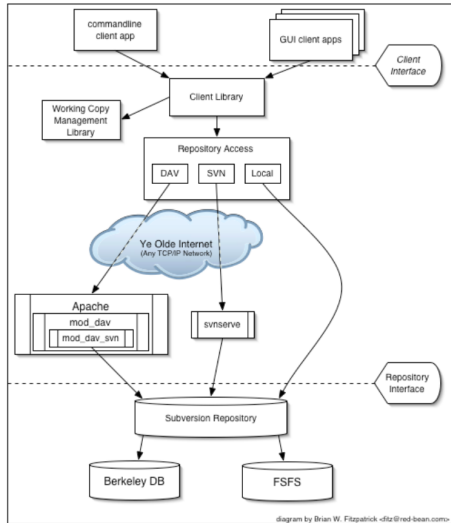 commandline
client app
GUI client apps
Client
Interface
Client Library
Working Copy
Management
Library
Repository Access
DAV
SVN
Local
Ye Olde Internet
(Any TCP/IP Network)
Apache
mod_dav
mod_dav_svn
svnserve
Repository
Interface
Subversion Repository
Berkeley DB
FSFS
diagram by Brian W. Fitzpatrick <fitz@red-bean.com>